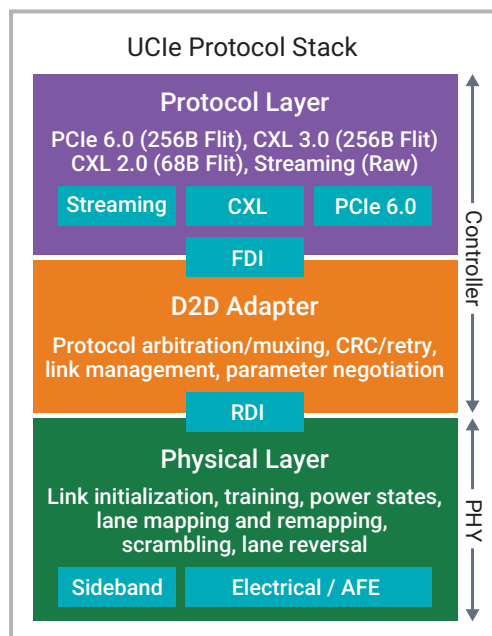 UCIe Protocol Stack
Protocol Layer
PCIe 6.0 (256B Flit), CXL 3.0 (256B Flit)
CXL 2.0 (68B Flit), Streaming (Raw)
Streaming
CXL
PCIe 6.0
FDI
D2D Adapter
Protocol arbitration/muxing, CRC/retry,
link management, parameter negotiation
RDI
Physical Layer
Link initialization, training, power states,
lane mapping and remapping,
scrambling, lane reversal
Sideband
Electrical / AFE
Controller
PHY